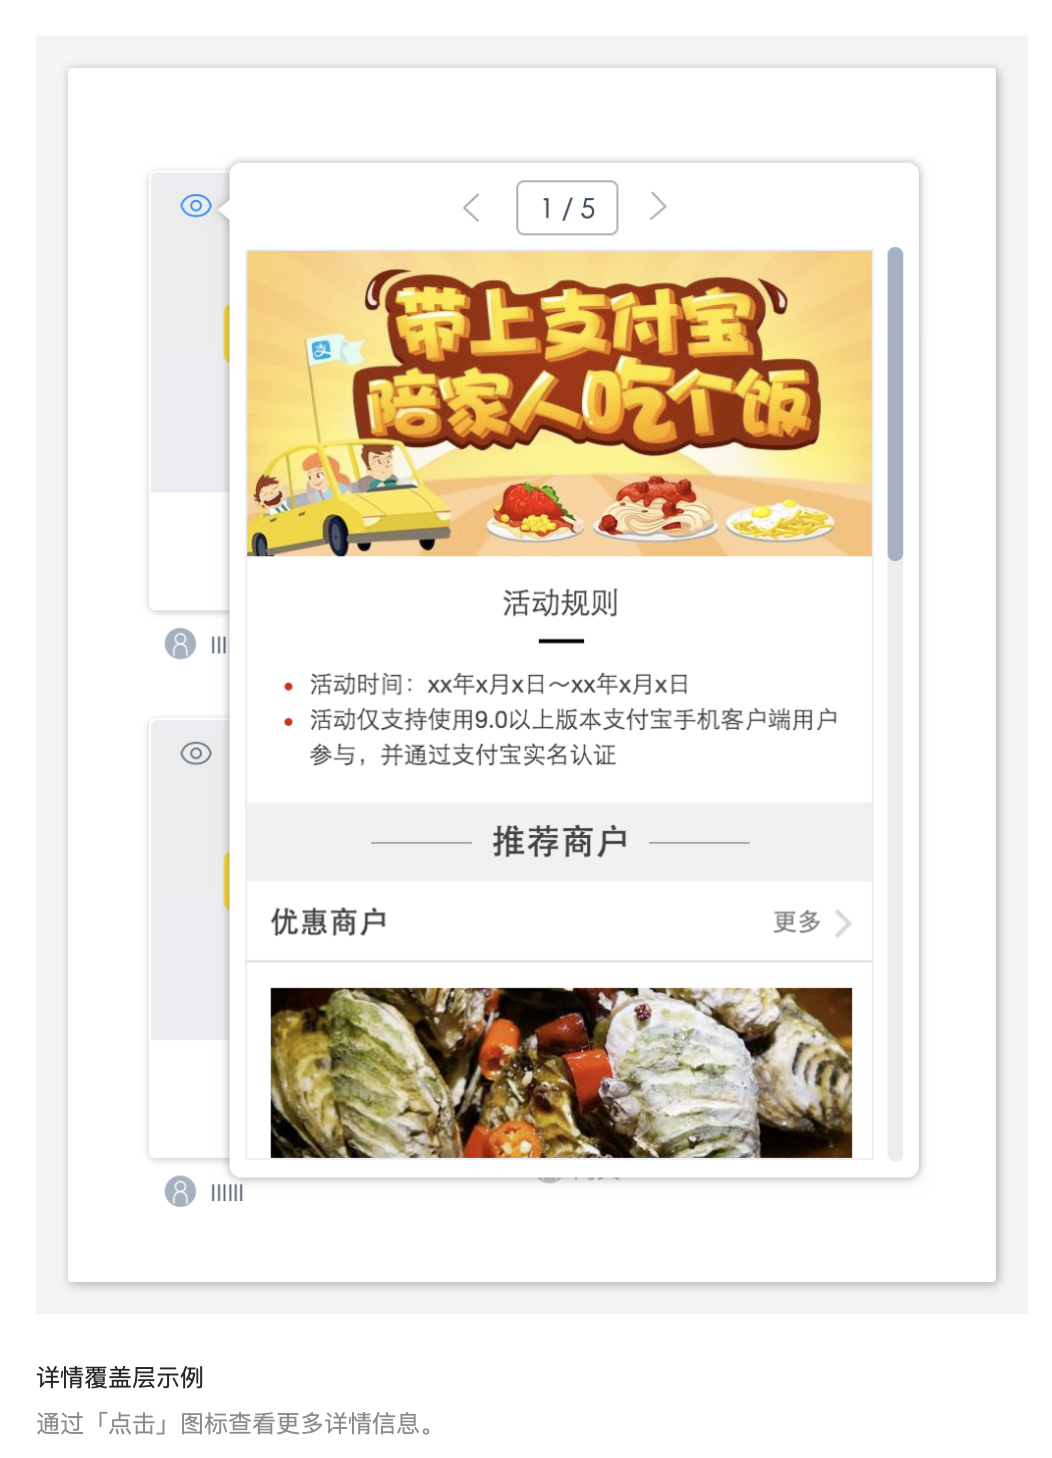 1 / 5
带上支付宝
支
陪家人吃个饭
活动规则
活动时间：xx年x月x日～xx年x月x日
活动仅支持使用9.0以上版本支付宝手机客户端用户
参与，并通过支付宝实名认证
推荐商户
优惠商户 更多
详情覆盖层示例
通过「点击」图标查看更多详情信息。